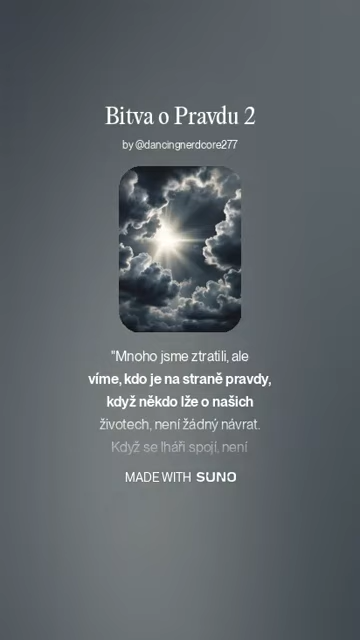 Bitva o Pravdu 2
by @dancingnerdcore277
"Mnoho jsme ztratili, ale
víme, kdo je na straně pravdy,
když někdo lže o našich
životech, není žádný návrat.
Když se lháři spojí, není
MADE WITH SUNO